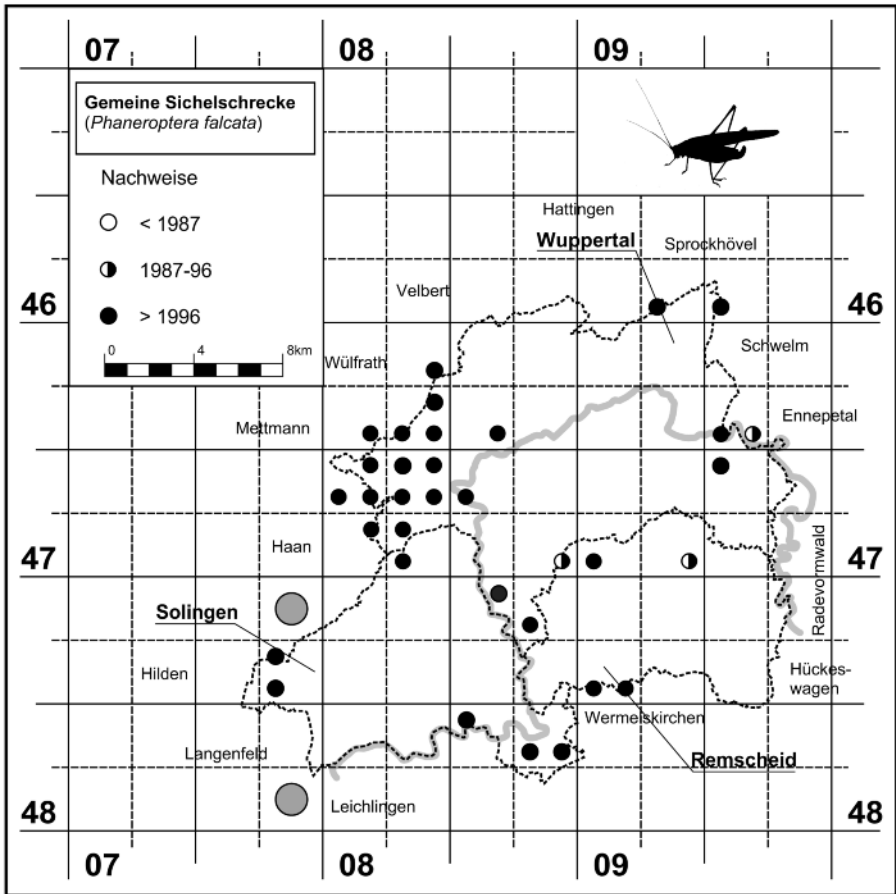 07 08 09
Gemeine Sichelschrecke
(Phaneroptera falcata)
Nachweise
< 1987
1987-96
> 1996
0 4 8km
Hattingen
Wuppertal
Sprockhövel
Velbert
46 46
Schwelm
Wülfrath
Ennepetal
Mettmann
Haan
47 47
Radevormwald
Solingen
Hilden
Hückes-
wagen
Wermelskirchen
Langenfeld
Remscheid
Leichlingen
48 48
07 08 09